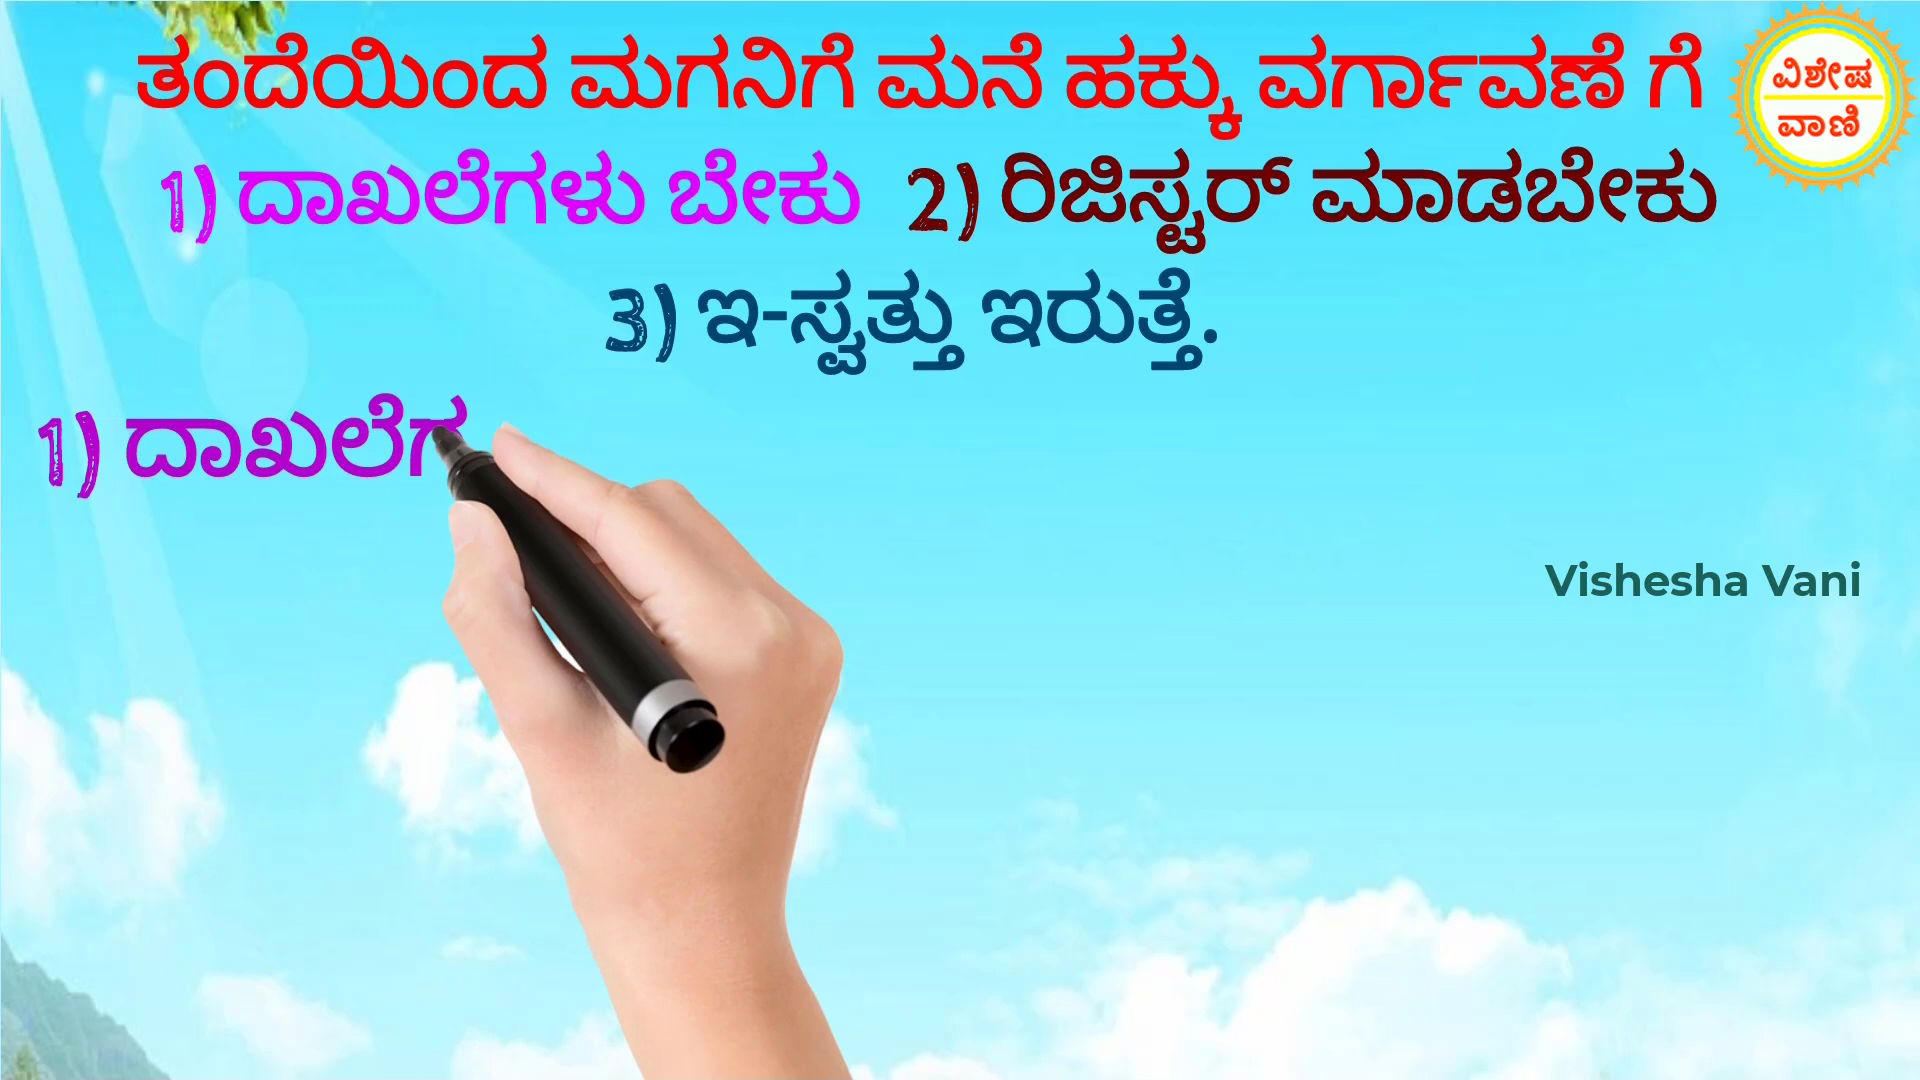 ತಂದೆಯಿಂದ ಮಗನಿಗೆ ಮನೆ ಹಕ್ಕು ವರ್ಗಾವಣೆ ಗೆ
ವಿಶೇಷ
ವಾಣಿ
1) ದಾಖಲೆಗಳು ಬೇಕು 2) ರಿಜಿಸ್ಟರ್ ಮಾಡಬೇಕು
3) ಇ-ಸ್ವತ್ತು ಇರುತ್ತೆ.
1) ದಾಖಲೆಗ
Vishesha Vani